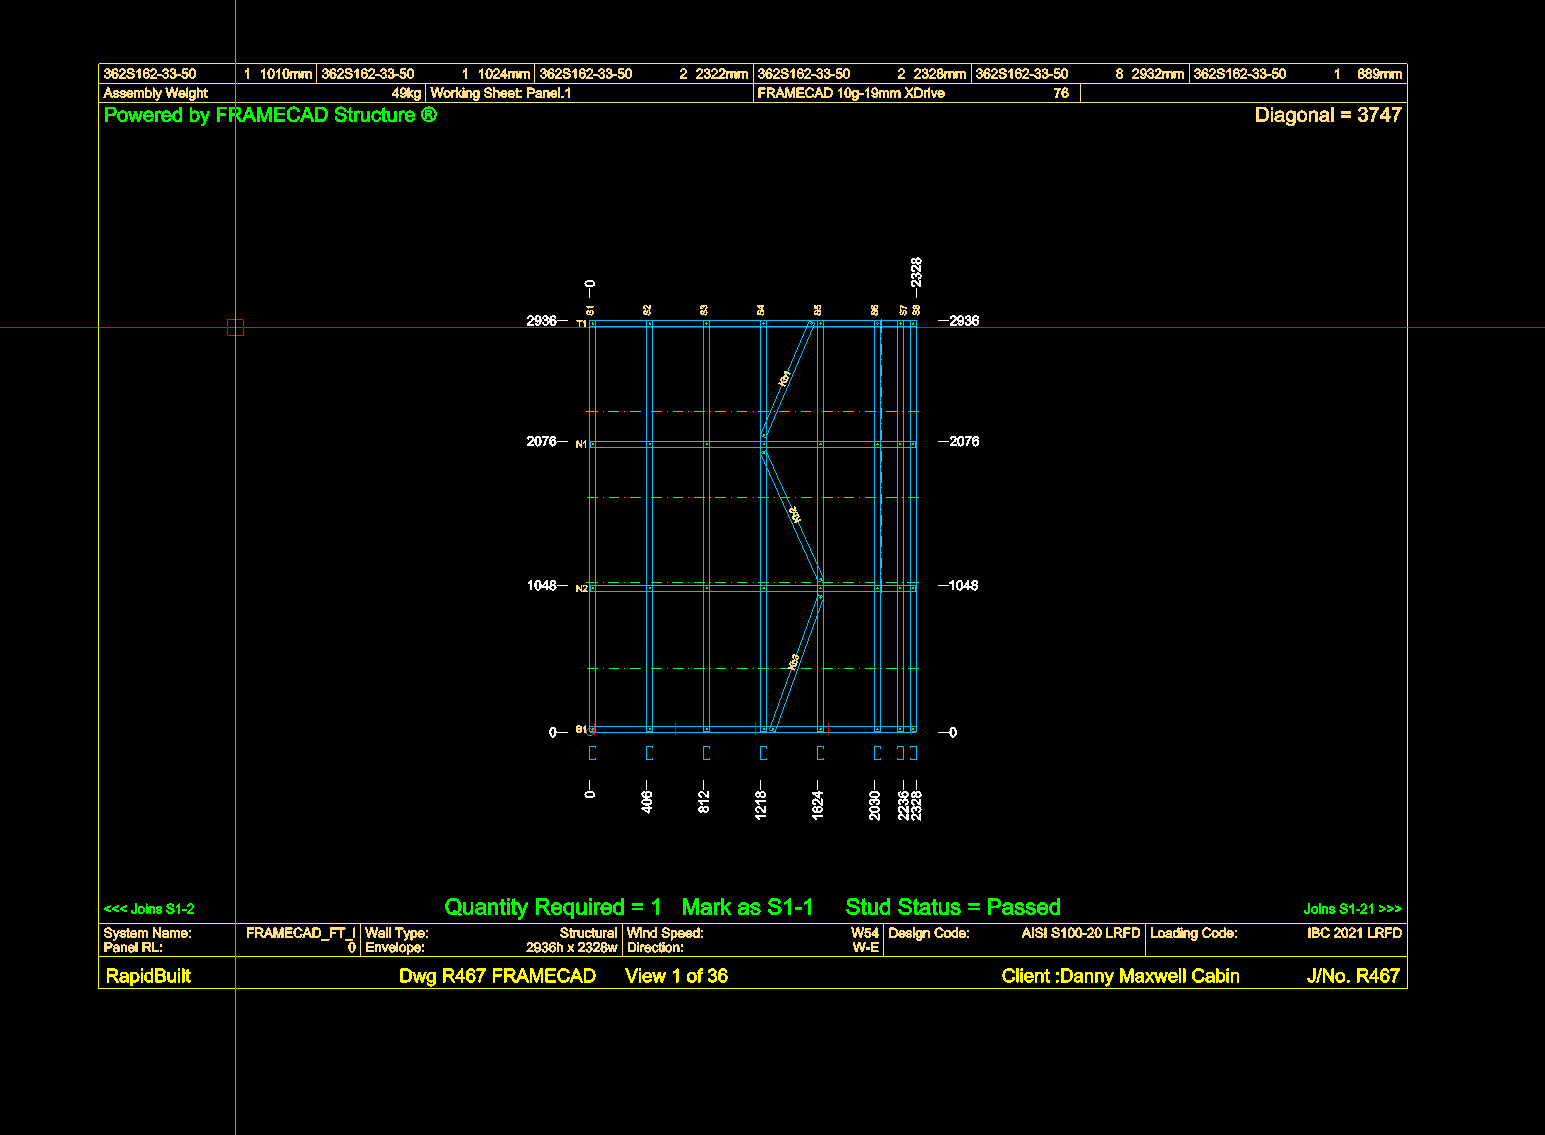 362S162-33-50 1 1010mm 362S162-33-50 1 1024mm 362S162-33-50 2 2322mm 362S162-33-50 2 2328mm 362S162-33-50 8 2932mm 362S162-33-50 1 889mm
Assembly Weight 49kg Working Sheet: Panel.1 FRAMECAD 10g-19mm XDrive 76
Powered by FRAMECAD Structure ® Diagonal = 3747
0 2328
S1 S2 S3 S4 S5 S6 S7 S8
2936 T1 2936
Kb1
2076 N1 2076
Kb2
1048 N2 1048
Kb3
0 B1 0
0 406 812 1218 1624 2030 2236 2328
<<< Joins S1-2 Quantity Required = 1 Mark as S1-1 Stud Status = Passed Joins S1-21 >>>
System Name: FRAMECAD_FT_I Wall Type: Structural Wind Speed: W54 Design Code: AISI S100-20 LRFD Loading Code: IBC 2021 LRFD
Panel RL: 0 Envelope: 2936h x 2328w Direction: W-E
RapidBuilt Dwg R467 FRAMECAD View 1 of 36 Client :Danny Maxwell Cabin J/No. R467